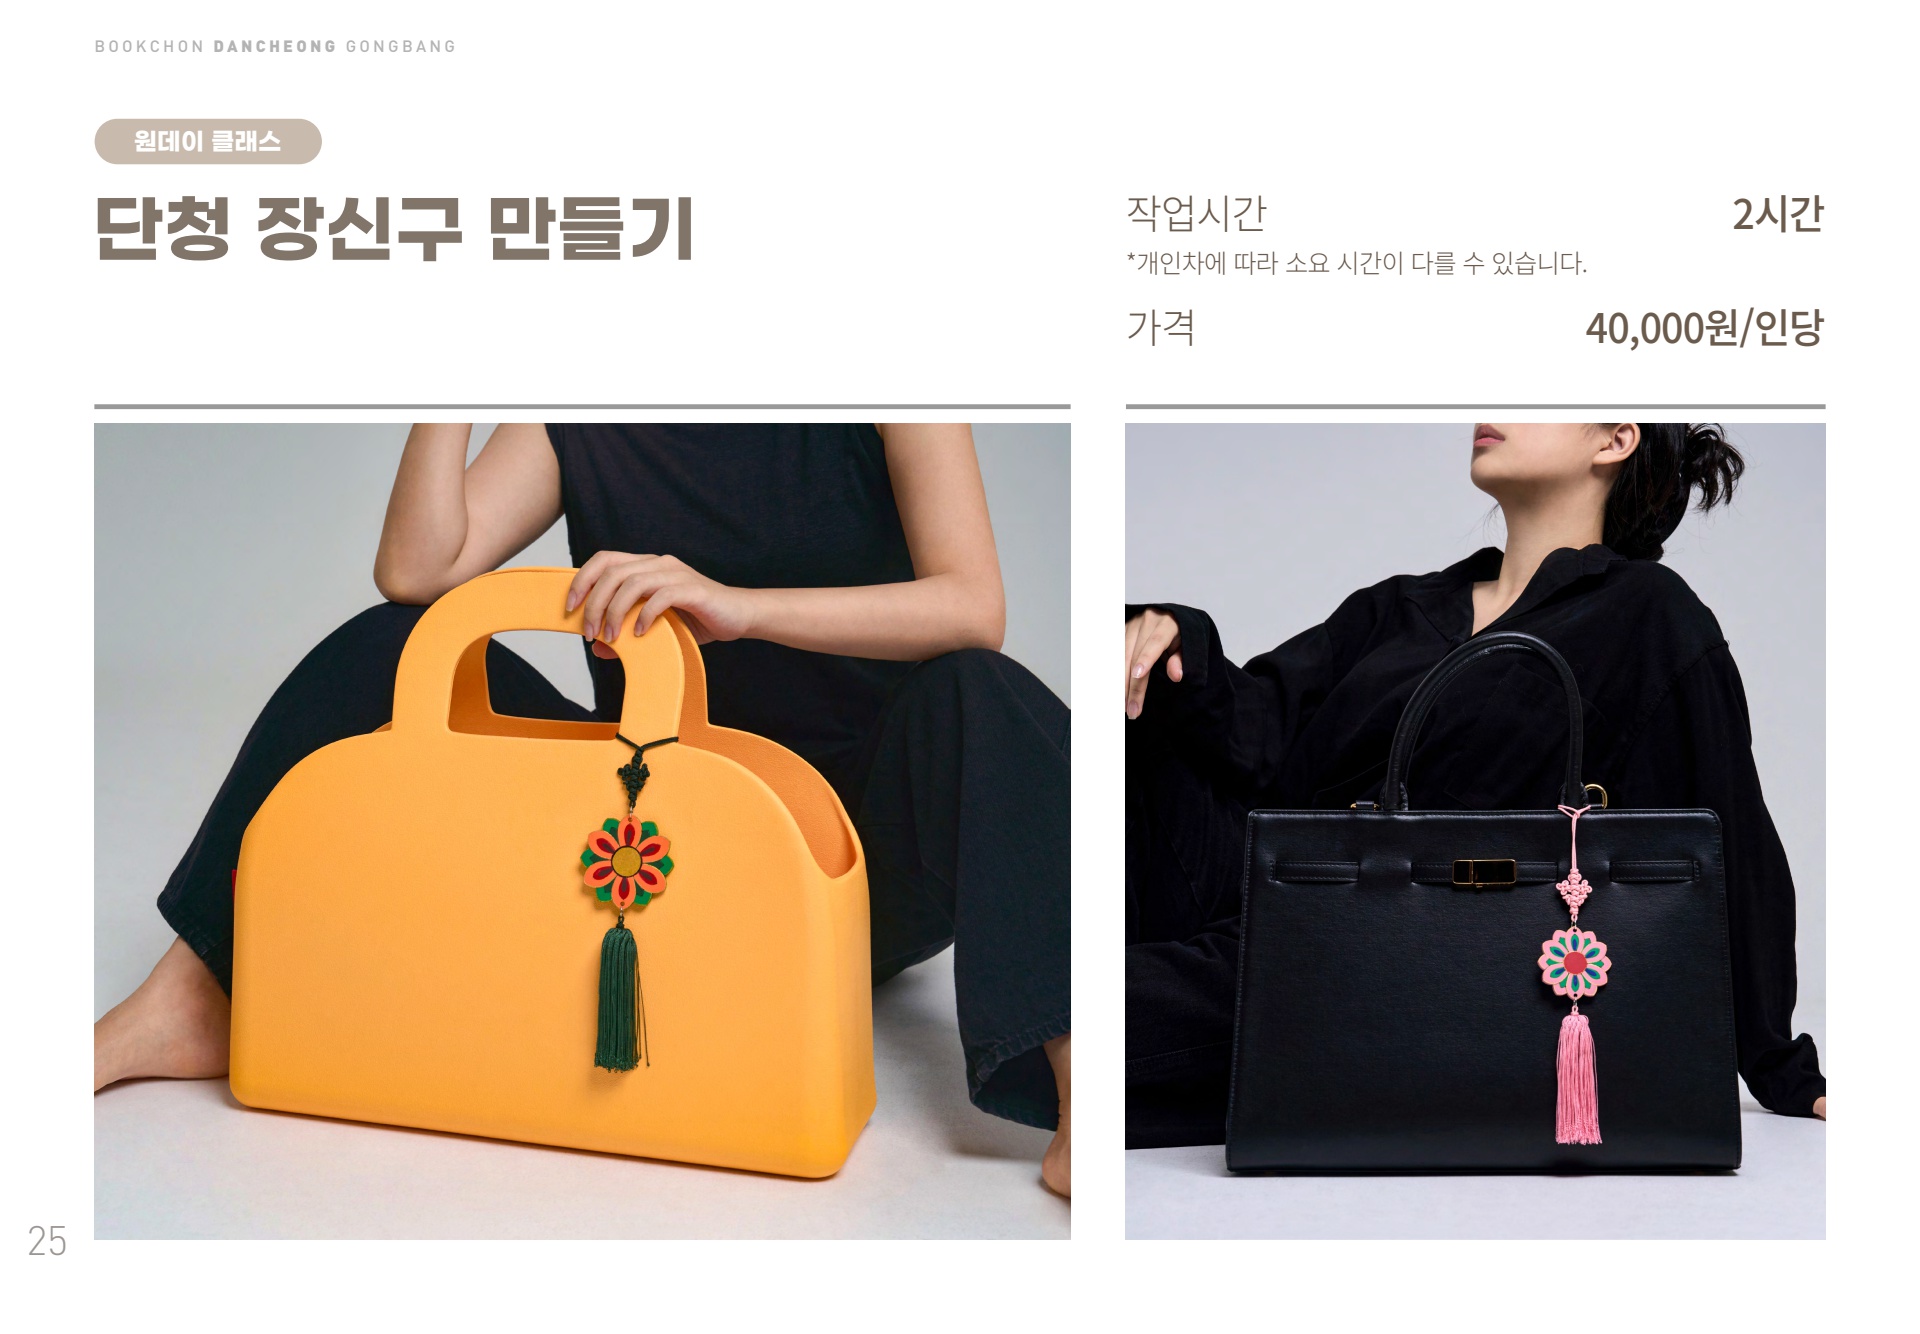 BOOKCHON DANCHEONG GONGBANG
원데이 클래스
단청 장신구 만들기
작업시간 2시간
*개인차에 따라 소요 시간이 다를 수 있습니다.
가격 40,000원/인당
25